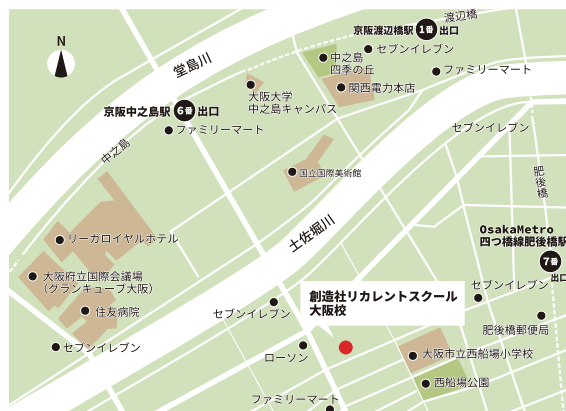 N
渡辺橋
京阪渡辺橋駅 1番 出口
セブンイレブン
堂島川
中之島
四季の丘
ファミリーマート
関西電力本店
大阪大学
中之島キャンパス
京阪中之島駅 6番 出口
ファミリーマート
セブンイレブン
中之島
国立国際美術館
肥後橋
リーガロイヤルホテル
土佐堀川
OsakaMetro
四つ橋線肥後橋駅
7番
出口
大阪府立国際会議場
(グランキューブ大阪)
セブンイレブン
住友病院
創造社リカレントスクール
大阪校
セブンイレブン
肥後橋郵便局
セブンイレブン
ローソン
大阪市立西船場小学校
西船場公園
ファミリーマート